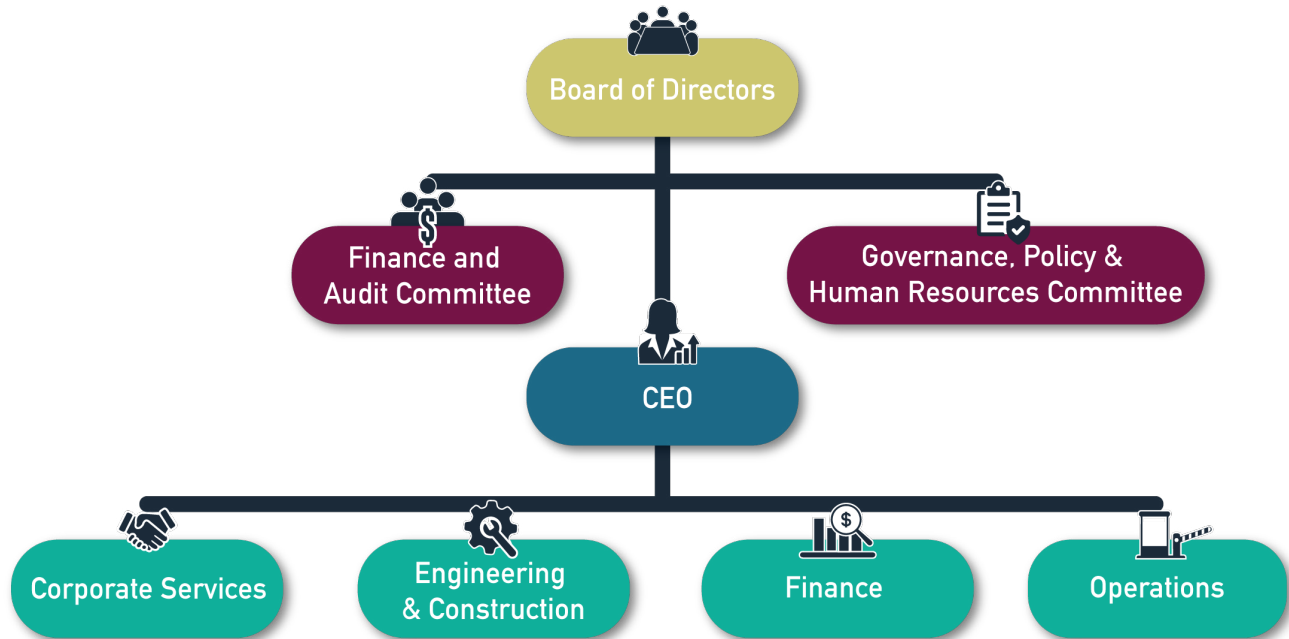 Board of Directors
Finance and
Audit Committee
Governance, Policy &
Human Resources Committee
CEO
Corporate Services
Engineering
& Construction
Finance
Operations